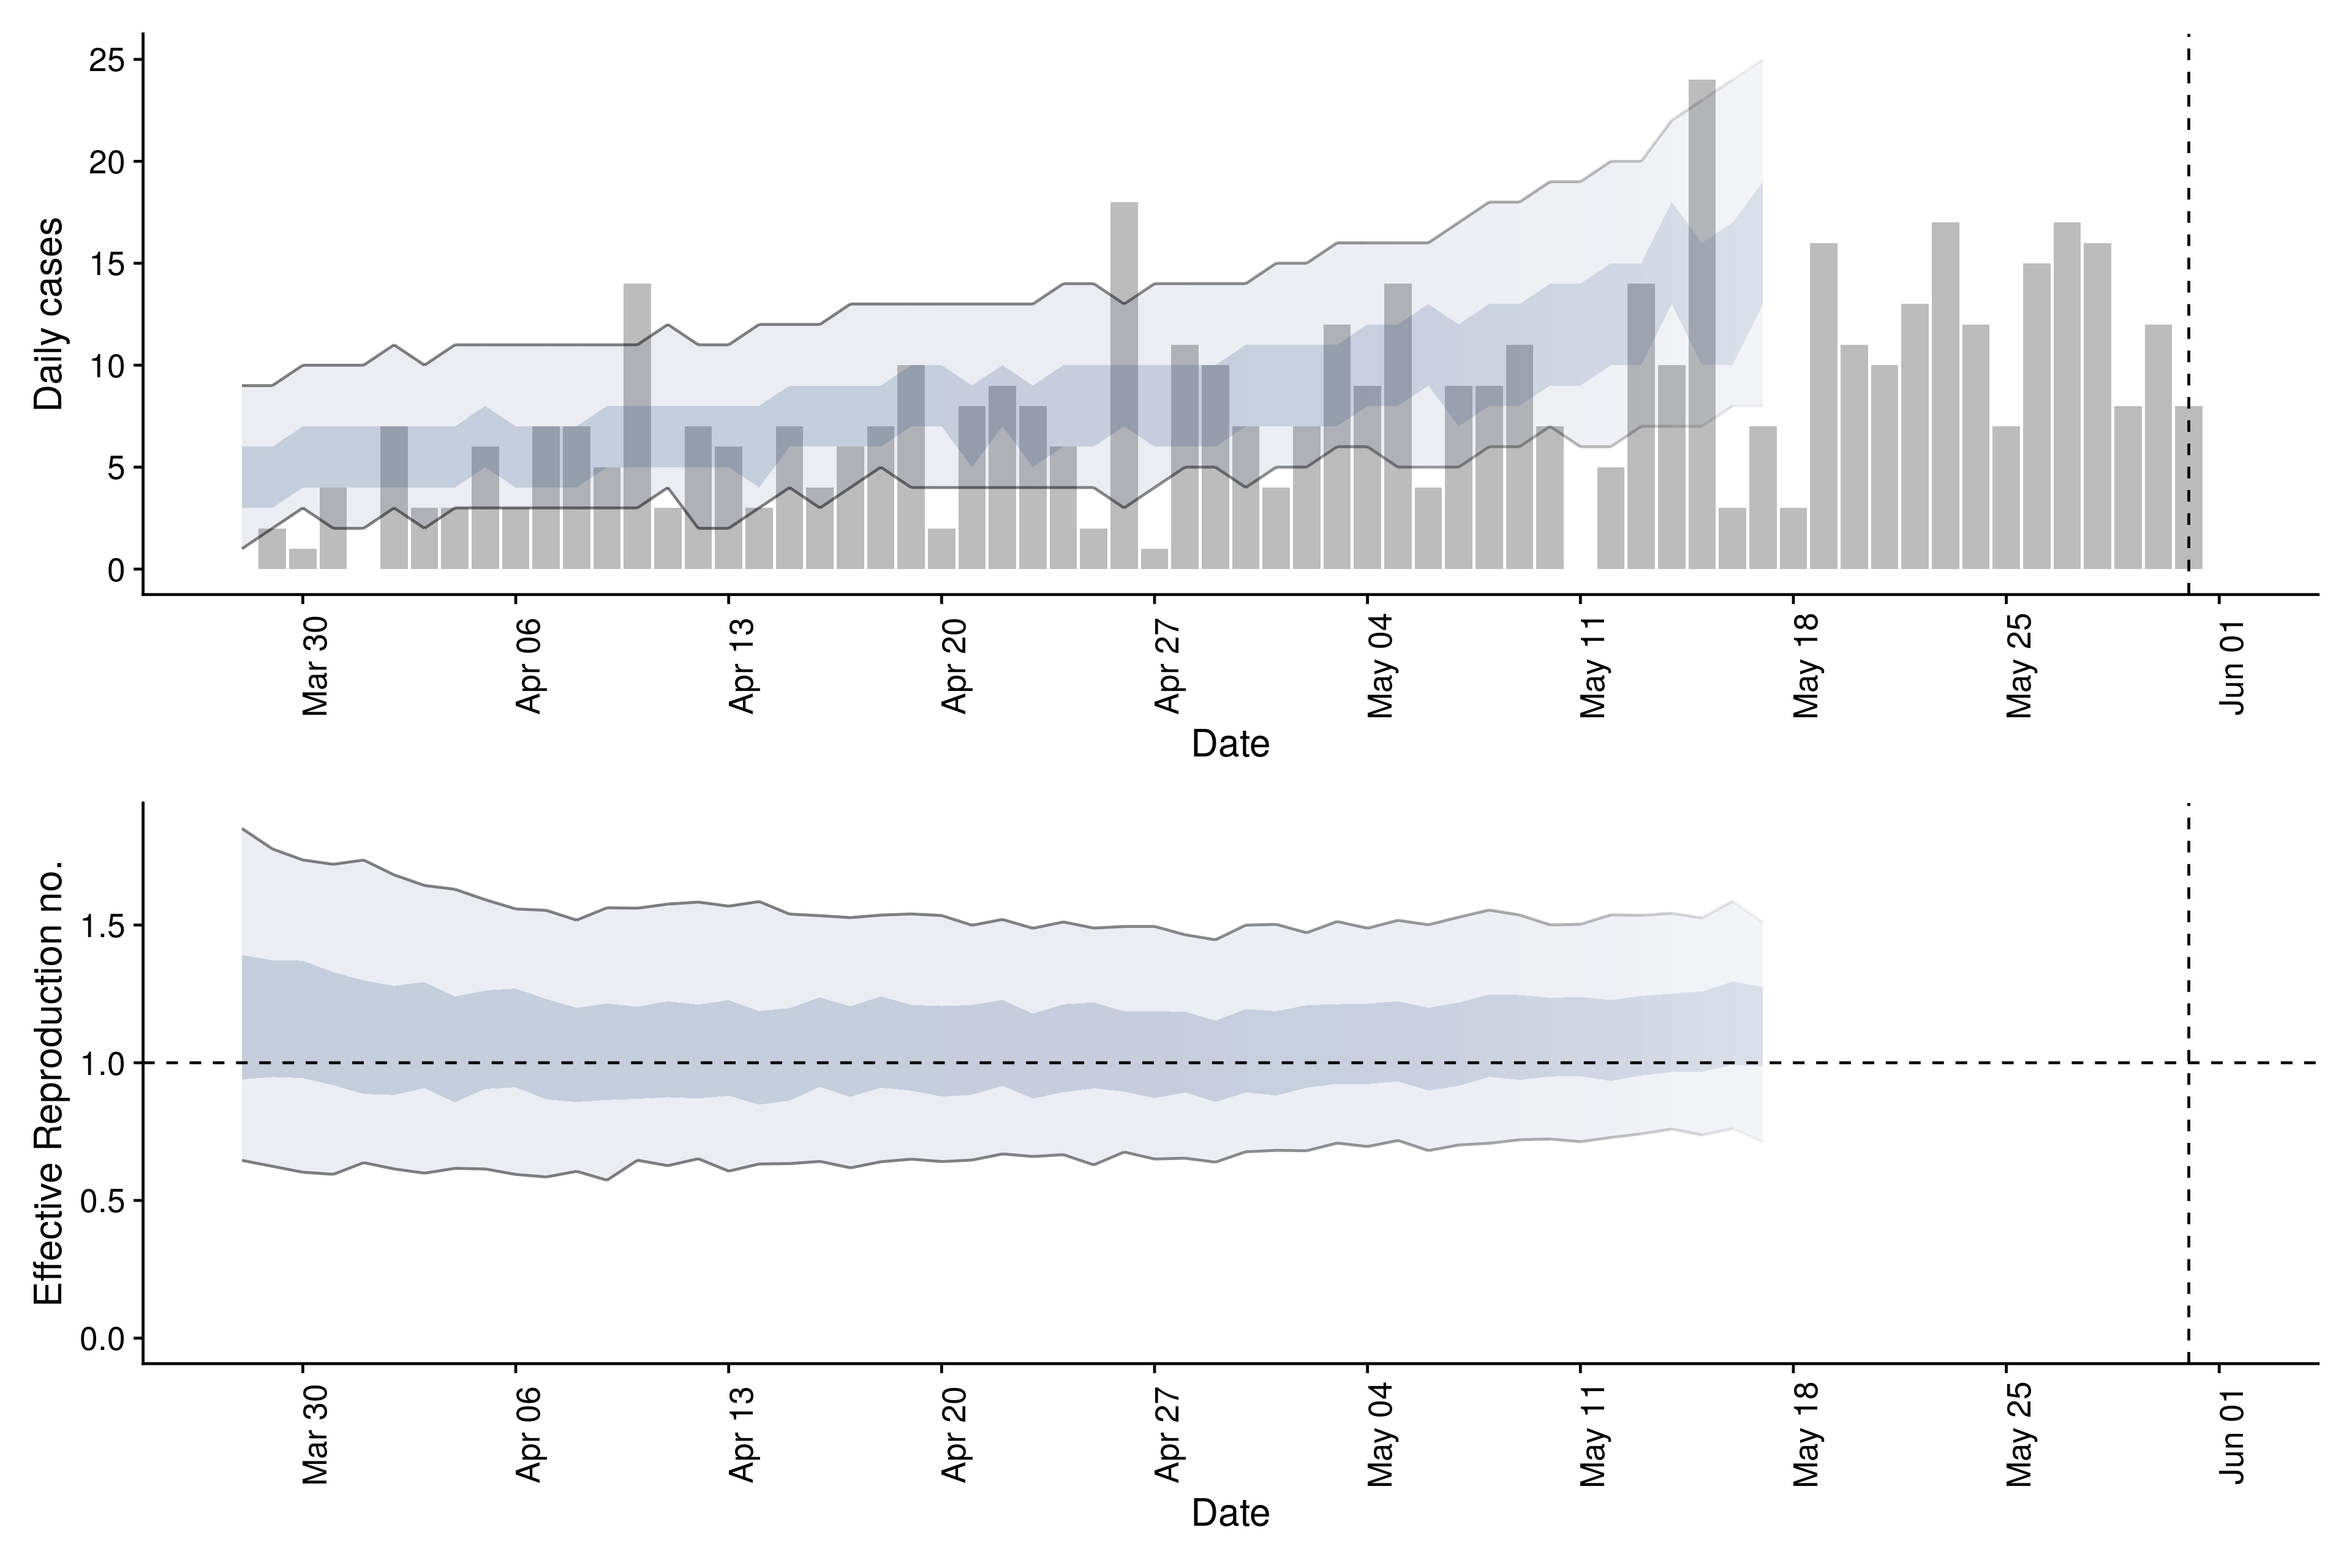 Daily cases
25
20
15
10
5
0
Mar 30
Apr 06
Apr 13
Apr 20
Apr 27
May 04
May 11
May 18
May 25
Jun 01
Date
Effective Reproduction no.
1.5
1.0
0.5
0.0
Mar 30
Apr 06
Apr 13
Apr 20
Apr 27
May 04
May 11
May 18
May 25
Jun 01
Date